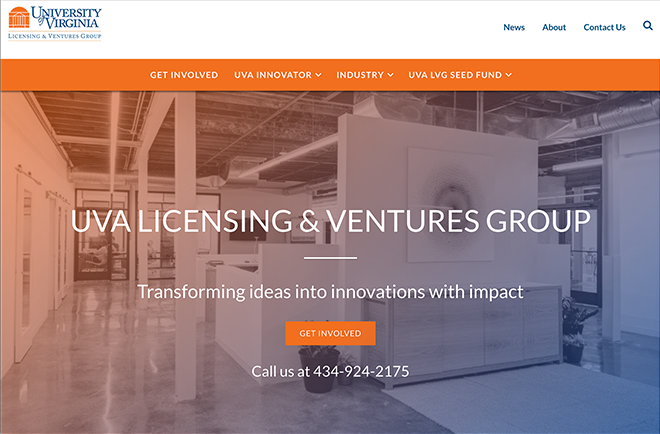 UNIVERSITY
of VIRGINIA
LICENSING & VENTURES GROUP
News About Contact Us
GET INVOLVED UVA INNOVATOR INDUSTRY UVA LVG SEED FUND
UVA LICENSING & VENTURES GROUP
Transforming ideas into innovations with impact
GET INVOLVED
Call us at 434-924-2175